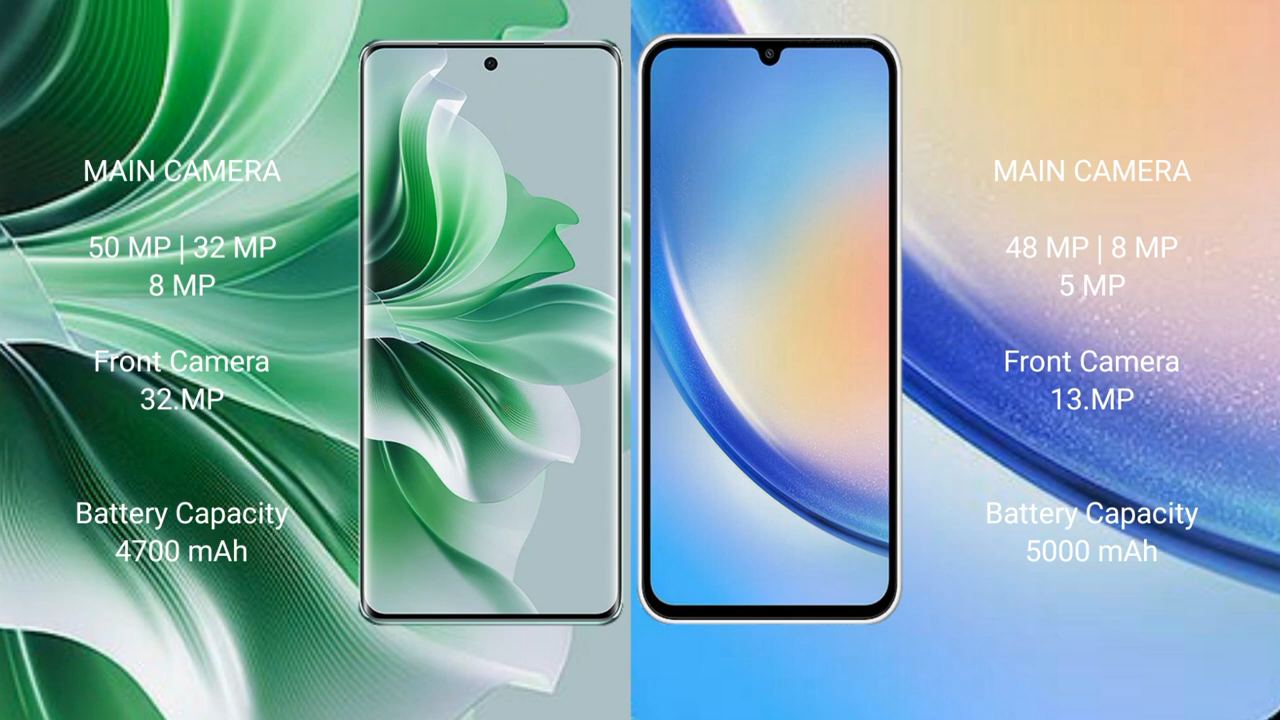 MAIN CAMERA
50 MP | 32 MP
8 MP
Front Camera
32.MP
Battery Capacity
4700 mAh
MAIN CAMERA
48 MP | 8 MP
5 MP
Front Camera
13.MP
Battery Capacity
5000 mAh